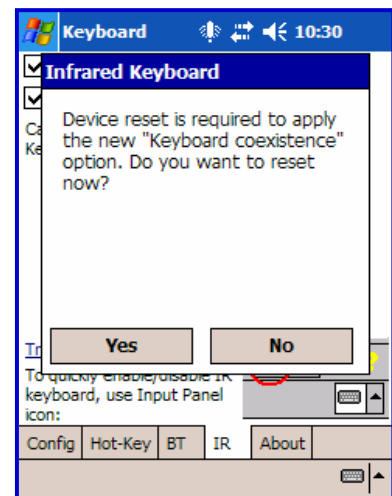 Keyboard 10:30
Infrared Keyboard
Device reset is required to apply
the new "Keyboard coexistence"
option. Do you want to reset
now?
Yes No
To quickly enable/disable IR
keyboard, use Input Panel
icon:
Config Hot-Key BT IR About